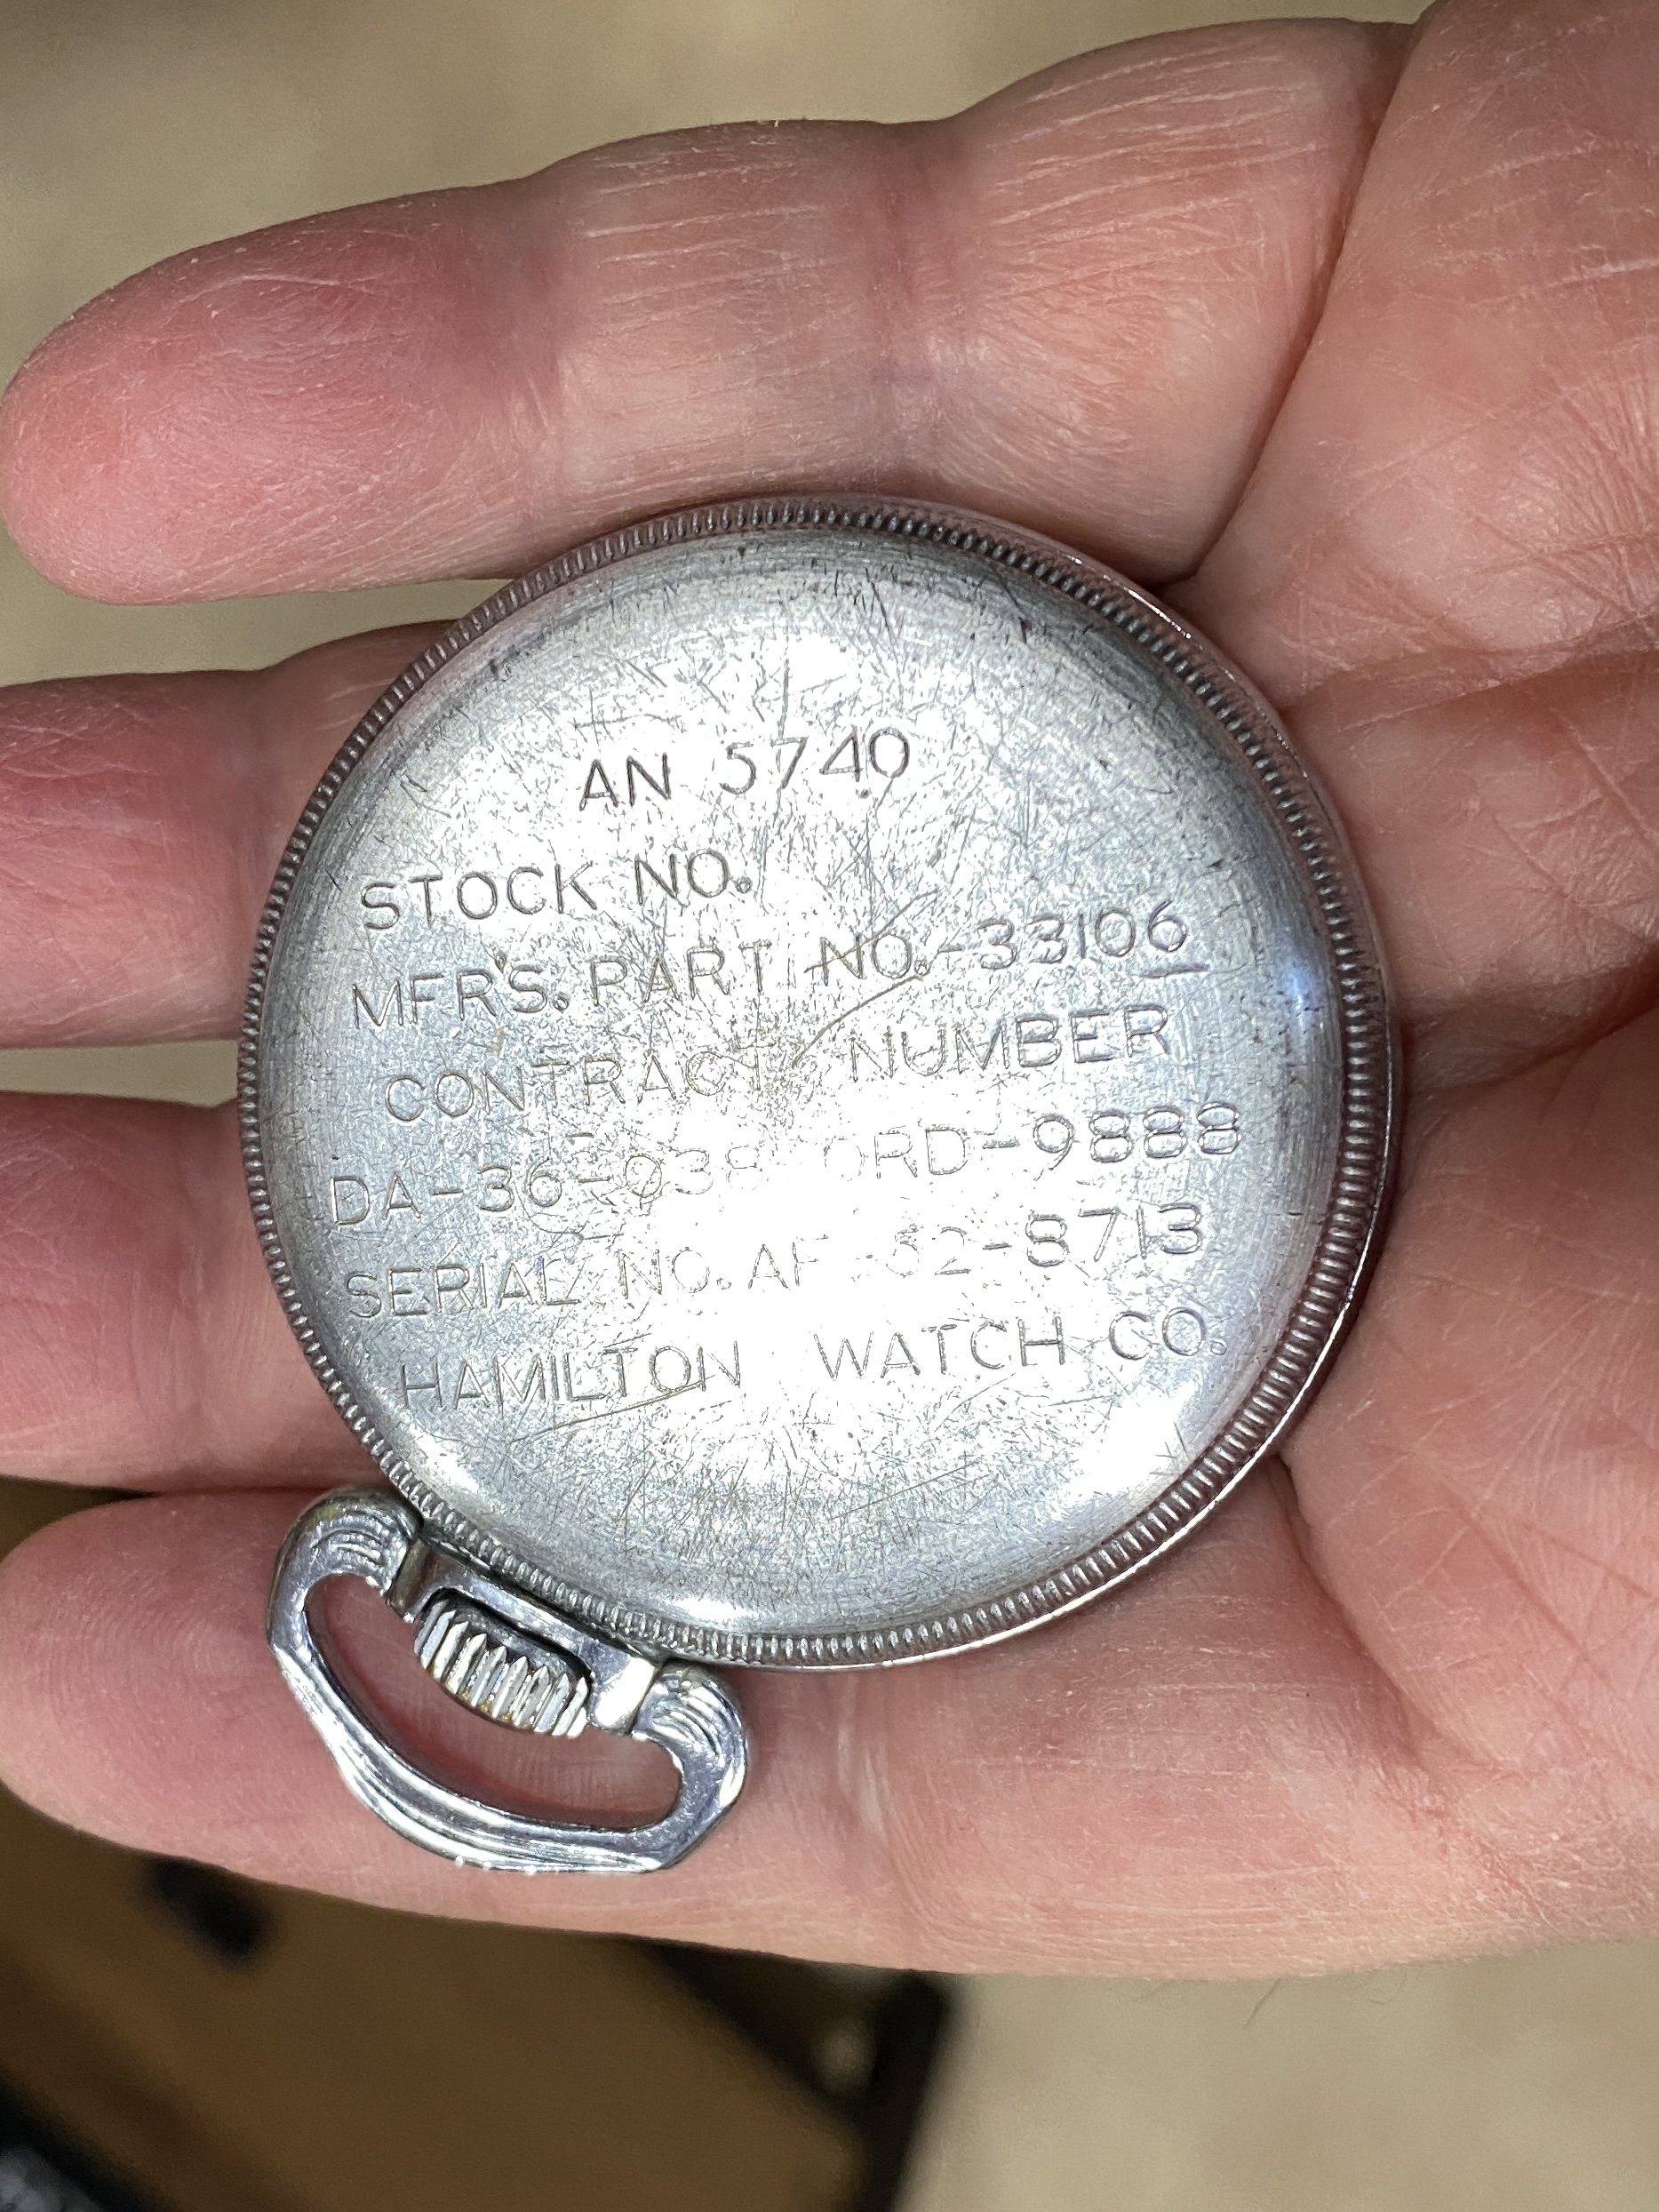 AN 5740
STOCK NO.
MFR'S. PART NO.-33106
CONTRACT NUMBER
DA-36-038 ORD-9888
SERIAL NO. AF 52-8713
HAMILTON WATCH CO.